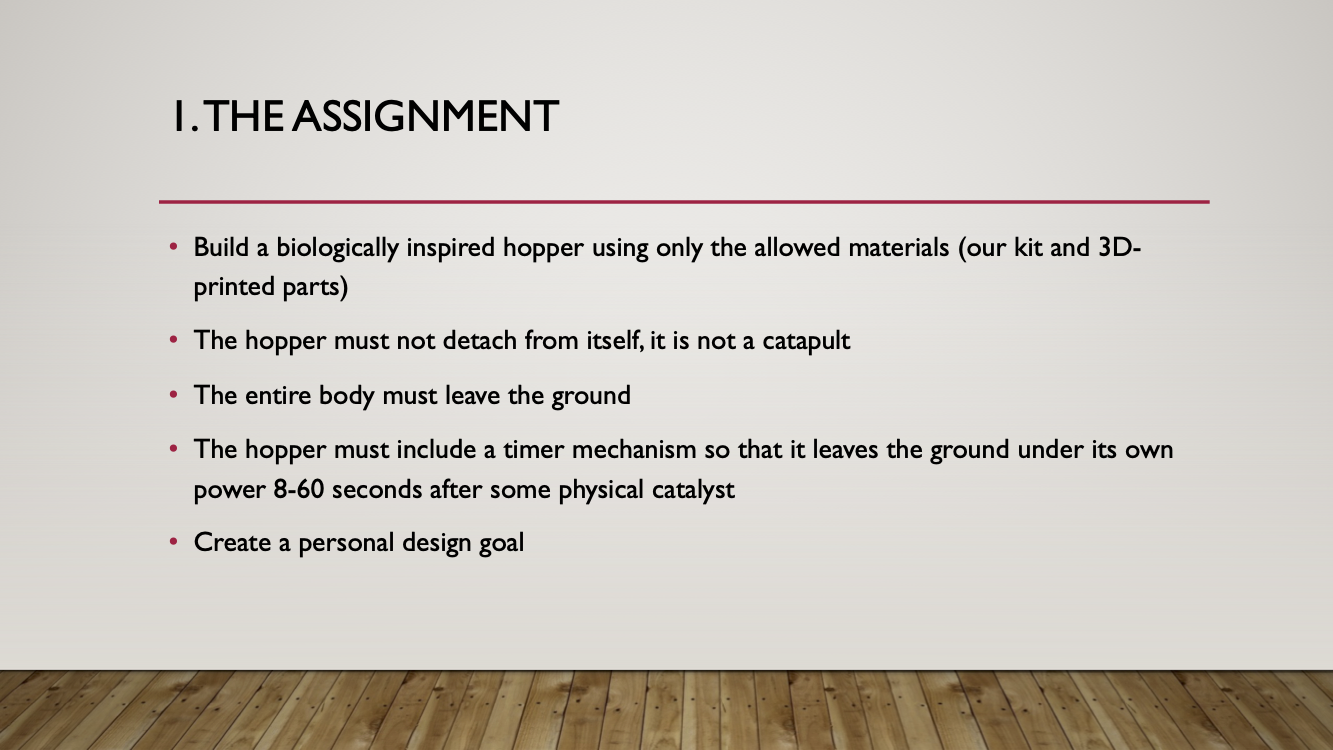 1. THE ASSIGNMENT
• Build a biologically inspired hopper using only the allowed materials (our kit and 3D-
printed parts)
• The hopper must not detach from itself, it is not a catapult
• The entire body must leave the ground
• The hopper must include a timer mechanism so that it leaves the ground under its own
power 8-60 seconds after some physical catalyst
• Create a personal design goal